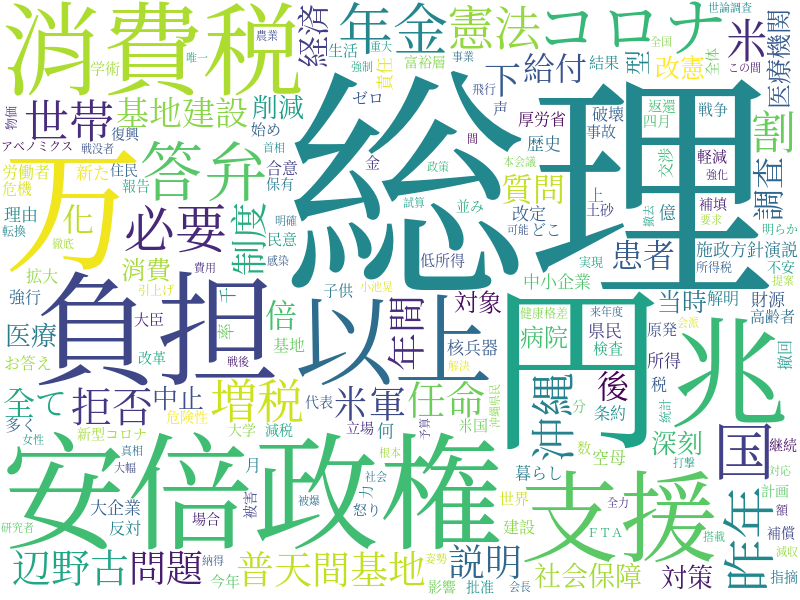 消費税
年金
経済
憲法
コロナ
米
医療機関
世論調査
全国
この間
農業
唯一
学術
生活
重大
強制
事業
責任
富裕層
結果
型
改憲
全体
物価
アベノミクス
戦没者
復興
世帯
基地建設
削減
ゼロ
始め
首相
合意
保有
下
給付
飛行
声
破壊
事故
返還
四月
戦争
割
総理
厚労省
歴史
交渉
軽減
強化
労働者
危機
新た
住民
報告
万
答弁
金
間
政策
本会議
質問
試算
並み
改定
可能
上
土砂
どこ
撤去
補填
要求
億
調査
明らか
理由
転換
徹底
化
必要
制度
民意
明確
感染
低所得
患者
実現
施政方針演説
所得税
不安
提案
拡大
消費
費用
強行
引上げ
千
率
倍
子供
小池晃
対象
中小企業
健康格差
来年度
会派
当時
解明
財源
高齢者
負担
以上
年間
円
兆
医療
大臣
基地
核兵器
病院
県民
検査
原発
お答え
改革
戦後
解決
所得
撤回
全て
増税
拒否
中止
代表
米軍
任命
沖縄
後
条約
税
統計
沖縄県民
多く
女性
新型コロナ
危険性
大学
減税
立場
何
米国
分
数
空母
深刻
打撃
継続
真相
大幅
月
予算
根本
暮らし
国
対応
安倍政権
支援
昨年
大企業
反対
研究者
場合
被害
被爆
怒り
努力
社会
世界
全力
計画
額
補償
建設
ＦＴＡ
搭載
減収
辺野古
問題
納得
今年
普天間基地
姿勢
影響
説明
批准
会長
社会保障
対策
指摘